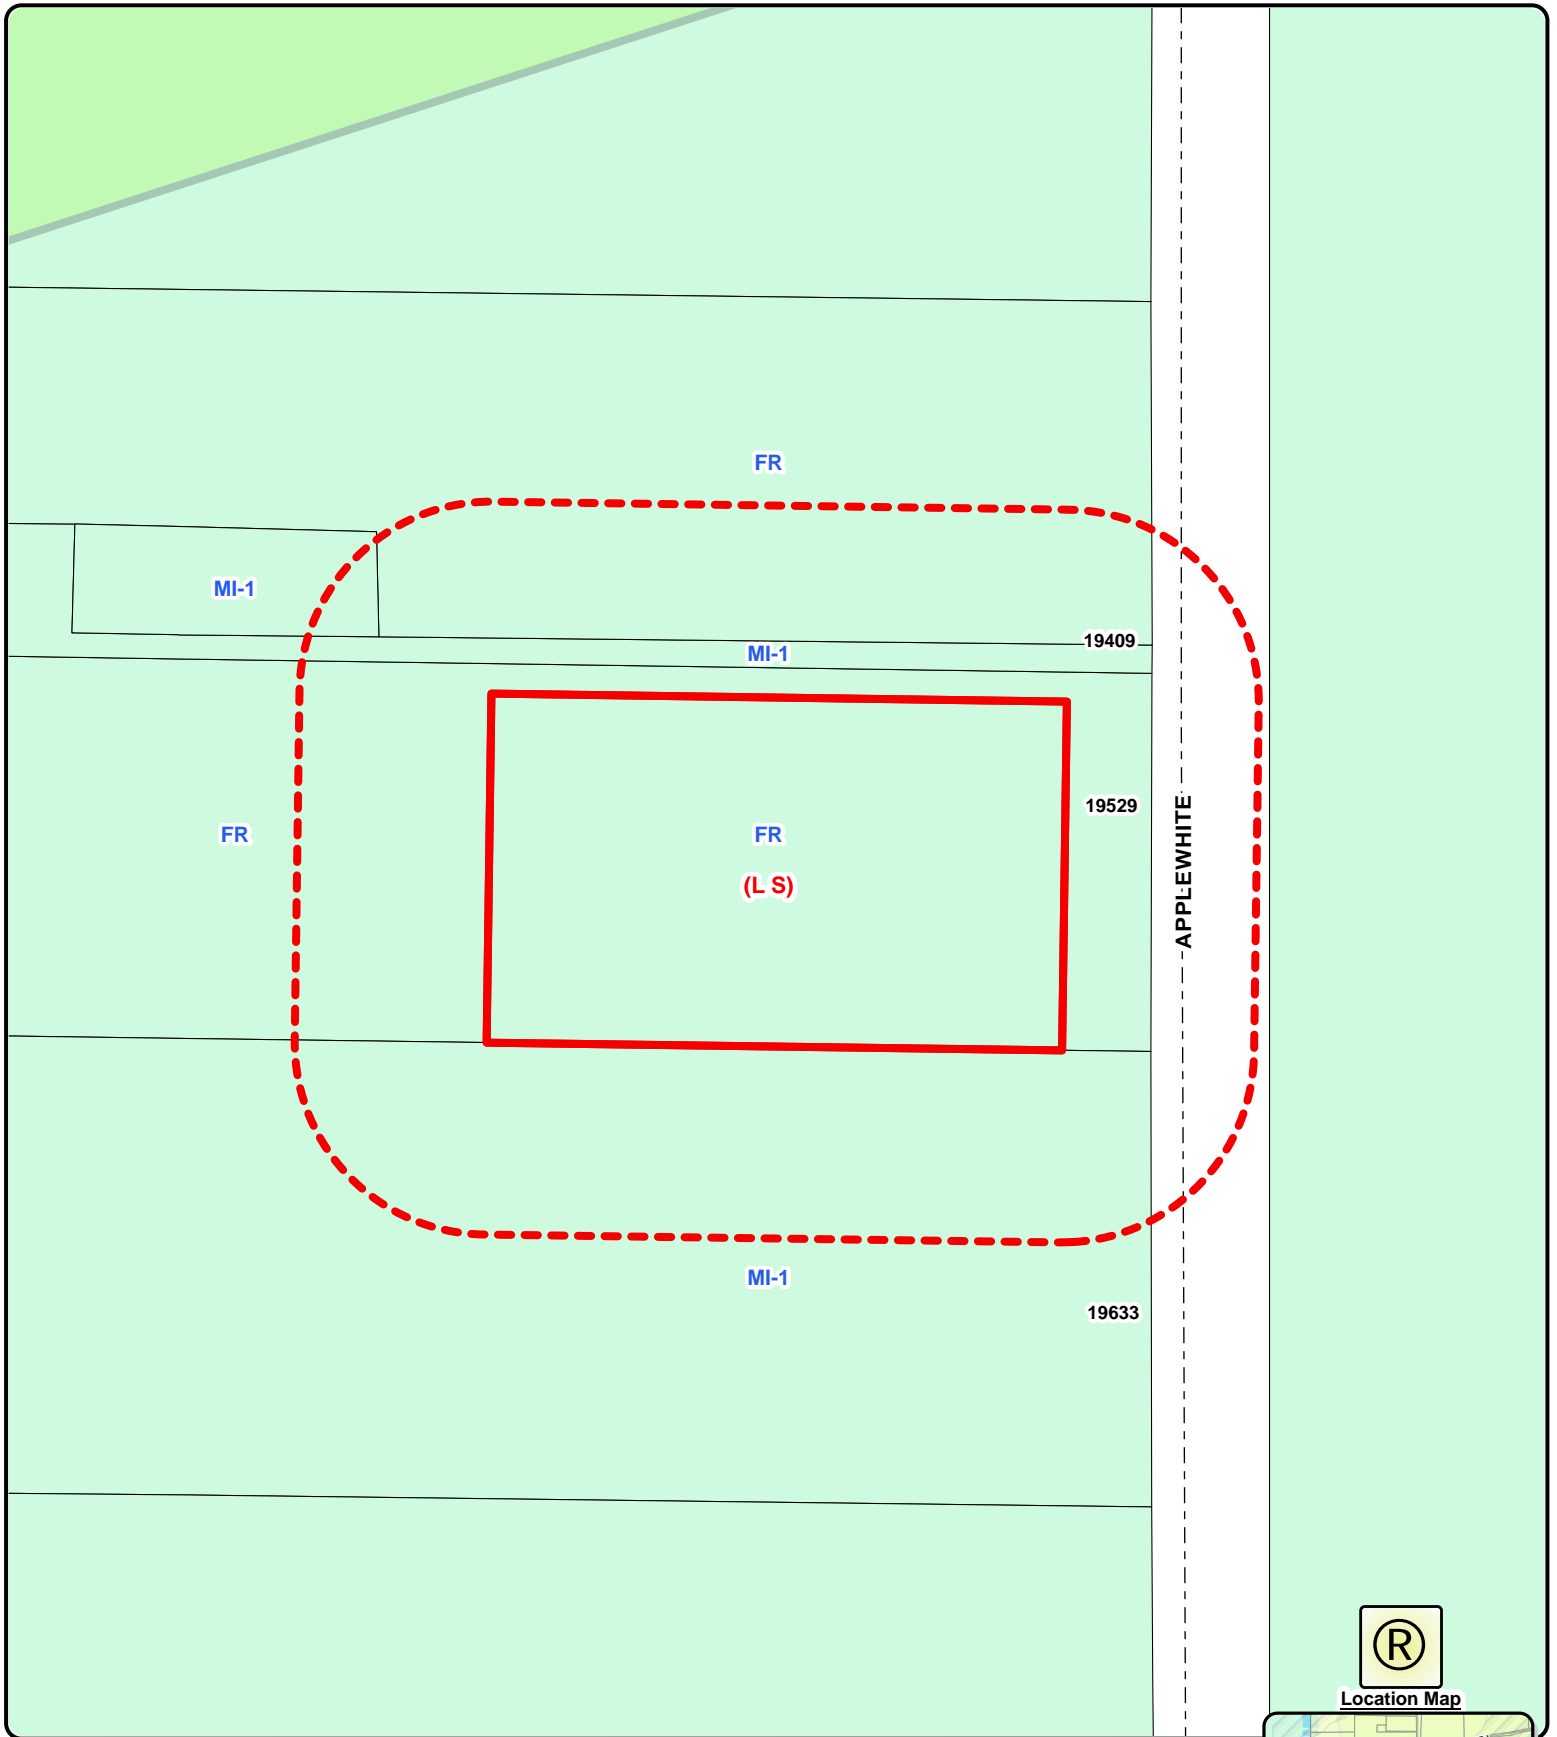 FR
MI-1
19409
MI-1
19529
FR
FR
(L S)
APPLEWHITE
MI-1
19633
®
Location Map